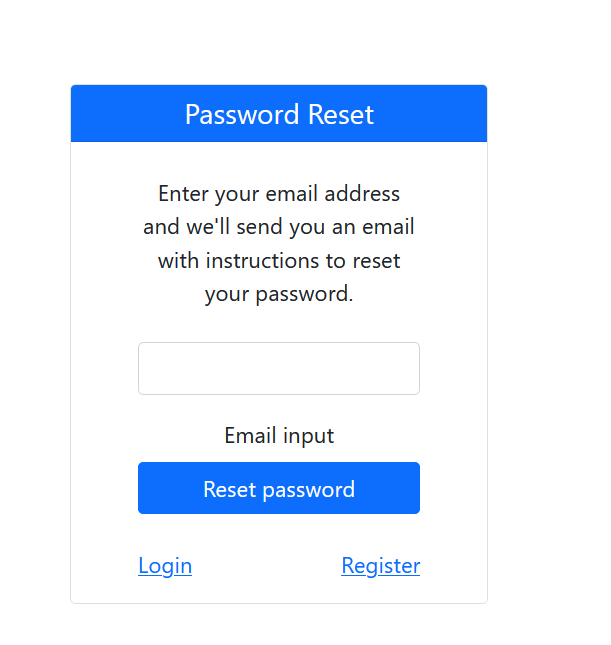 Password Reset
Enter your email address
and we'll send you an email
with instructions to reset
your password.
Email input
Reset password
Login
Register